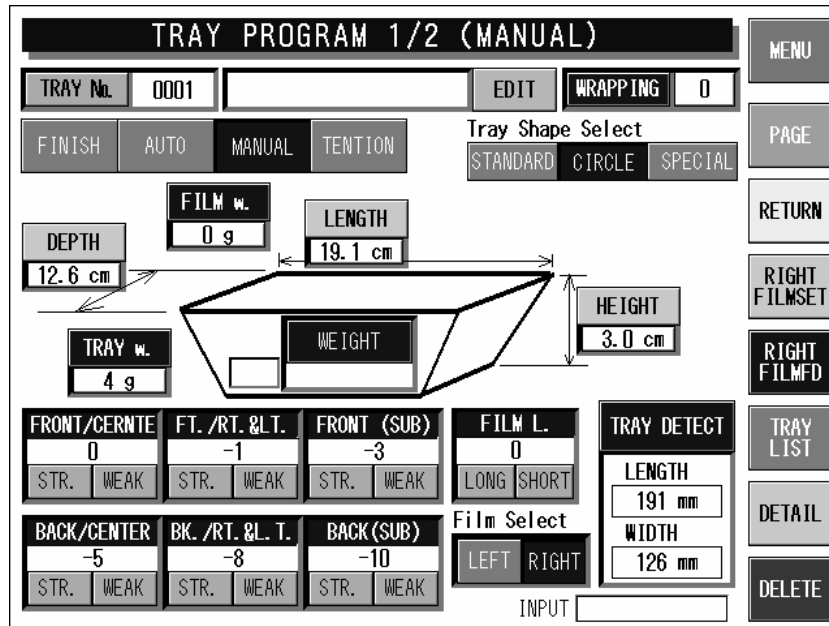 TRAY PROGRAM 1/2 (MANUAL)
MENU
TRAY No. 0001 EDIT WRAPPING 0
FINISH AUTO MANUAL TENTION
Tray Shape Select
STANDARD CIRCLE SPECIAL
PAGE
RETURN
FILM w.
0 g
LENGTH
19.1 cm
DEPTH
12.6 cm
RIGHT
FILMSET
HEIGHT
3.0 cm
WEIGHT
TRAY w.
4 g
RIGHT
FILMFD
FRONT/CERNTE FT./RT.&LT. FRONT (SUB) FILM L.
0 -1 -3 0
STR. WEAK STR. WEAK STR. WEAK LONG SHORT
TRAY DETECT
LENGTH
191 mm
WIDTH
126 mm
TRAY
LIST
DETAIL
BACK/CENTER BK./RT.&L.T. BACK(SUB)
-5 -8 -10
STR. WEAK STR. WEAK STR. WEAK
Film Select
LEFT RIGHT
INPUT
DELETE